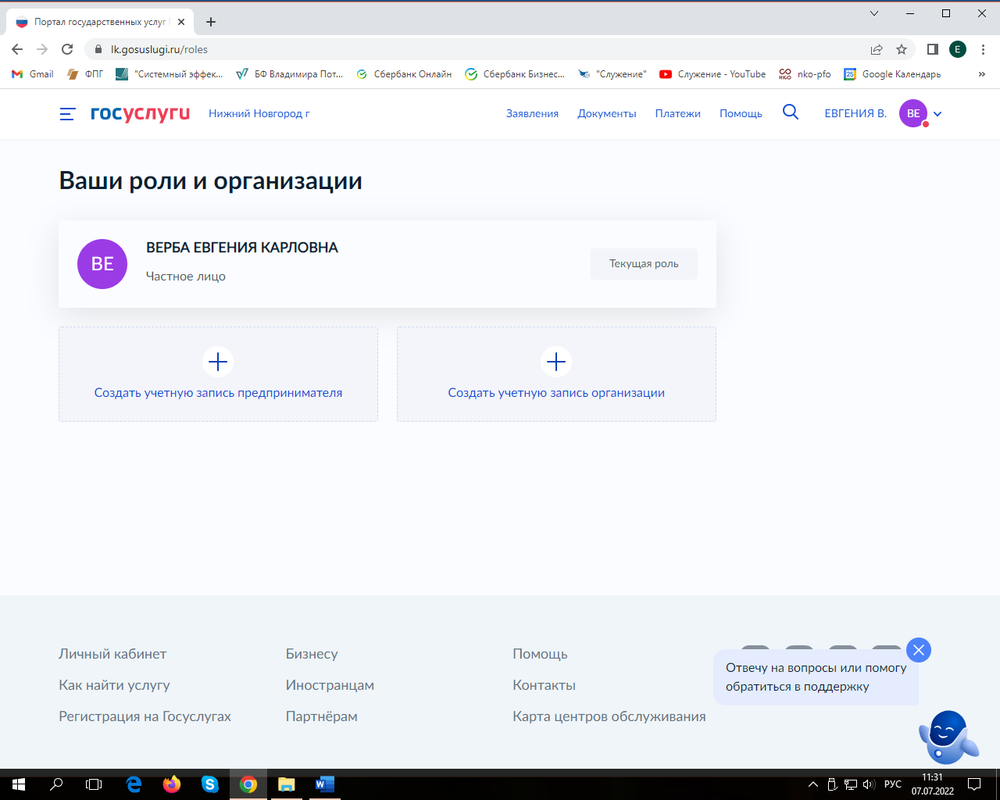 Портал государственных услуг
lk.gosuslugi.ru/roles
E
Gmail
ФПГ
"Системный эффек...
БФ Владимира Пот...
Сбербанк Онлайн
Сбербанк Бизнес...
"Служение"
Служение - YouTube
nko-pfo
Google Календарь
»
госуслуги
Нижний Новгород г
Заявления
Документы
Платежи
Помощь
ЕВГЕНИЯ В.
ВЕ
Ваши роли и организации
ВЕ
ВЕРБА ЕВГЕНИЯ КАРЛОВНА
Частное лицо
Текущая роль
Создать учетную запись предпринимателя
Создать учетную запись организации
Личный кабинет
Бизнесу
Помощь
Как найти услугу
Иностранцам
Контакты
Регистрация на Госуслугах
Партнёрам
Карта центров обслуживания
Отвечу на вопросы или помогу
обратиться в поддержку
РУС
11:31
07.07.2022